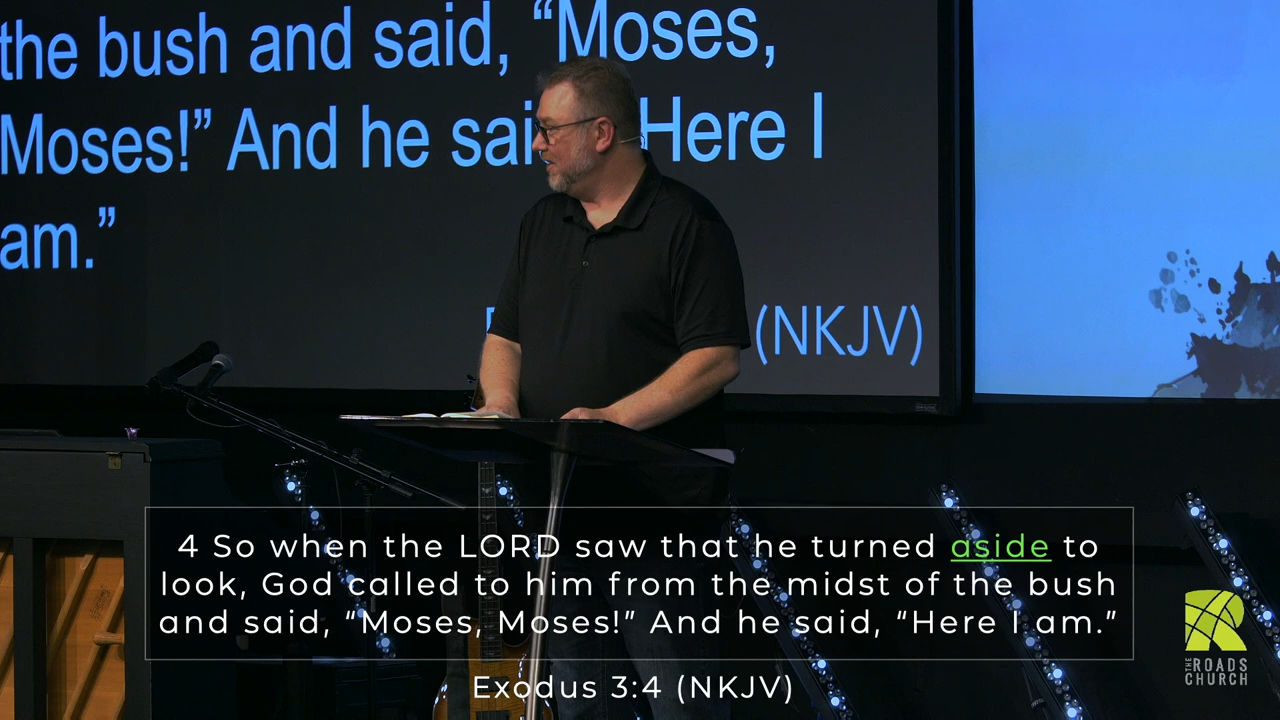 the bush and said, “Moses,
Moses!” And he sai Here I
am.”
(NKJV)
4 So when the LORD saw that he turned aside to
look, God called to him from the midst of the bush
and said, “Moses, Moses!” And he said, “Here I am.”
Exodus 3:4 (NKJV)
THE ROADS
CHURCH